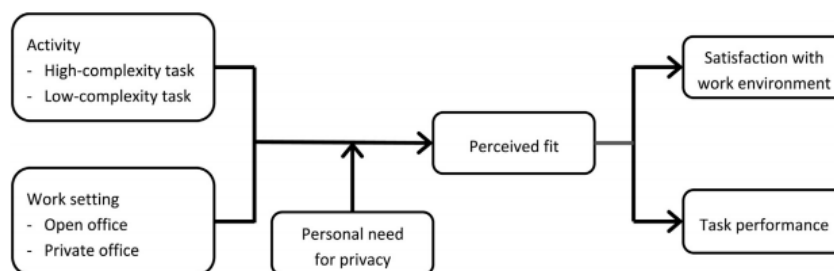 Activity
- High-complexity task
- Low-complexity task
Work setting
- Open office
- Private office
Personal need
for privacy
Perceived fit
Satisfaction with
work environment
Task performance